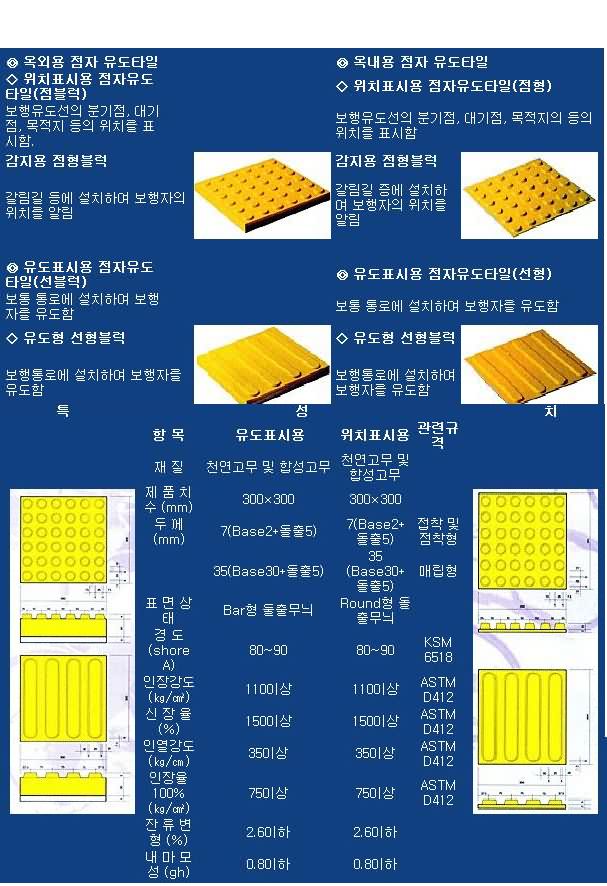 ❂ 옥외용 점자 유도타일
◇ 위치표시용 점자유도
타일(점블럭)
보행유도선의 분기점, 대기
점, 목적지 등의 위치를 표
시함.
감지용 점형블럭
갈림길 등에 설치하여 보행자의
위치를 알림
❂ 옥내용 점자 유도타일
◇ 위치표시용 점자유도타일(점형)
보행유도선의 분기점, 대기점, 목적지의 등의
위치를 표시함
감지용 점형블럭
갈림길 증에 설치하
여 보행자의 위치를
알림
❂ 유도표시용 점자유도
타일(선블럭)
보통 통로에 설치하여 보행
자를 유도함
◇ 유도형 선형블럭
보행통로에 설치하여 보행자를
유도함
❂ 유도표시용 점자유도타일(선형)
보통 통로에 설치하여 보행자를 유도함
◇ 유도형 선형블럭
보행통로에 설치하여
보행자를 유도함
특 성 치
항 목 유도표시용 위치표시용 관련규
격
재 질 천연고무 및 합성고무 천연고무 및
합성고무
제 품 치
수 (mm) 300×300 300×300
두 께
(mm) 7(Base2+돌출5) 7(Base2+
돌출5) 접착 및
점착형
35(Base30+돌출5) 35
(Base30+
돌출5) 매립형
표 면 상
태 Bar형 돌출무늬 Round형 돌
출무늬
경 도
(shore
A) 80~90 80~90 KSM
6518
인장강도
(kg/㎠) 110이상 110이상 ASTM
D412
신 장 율
(%) 150이상 150이상 ASTM
D412
인열강도
(kg/cm) 35이상 35이상 ASTM
D412
인장율
100%
(kg/㎠) 75이상 75이상 ASTM
D412
잔 류 변
형 (%) 2.6이하 2.6이하
내 마 모
성 (gh) 0.8이하 0.8이하